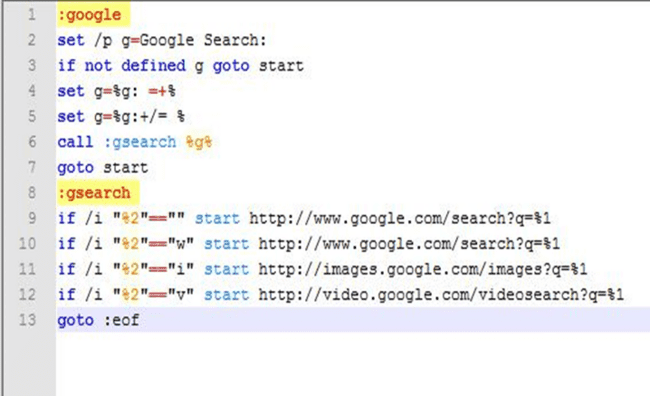 1 :google
2 set /p g=Google Search:
3 if not defined g goto start
4 set g=%g: =+%
5 set g=%g:+/= %
6 call :gsearch %g%
7 goto start
8 :gsearch
9 if /i "%2"=="" start http://www.google.com/search?q=%1
10 if /i "%2"=="w" start http://www.google.com/search?q=%1
11 if /i "%2"=="i" start http://images.google.com/images?q=%1
12 if /i "%2"=="v" start http://video.google.com/videosearch?q=%1
13 goto :eof